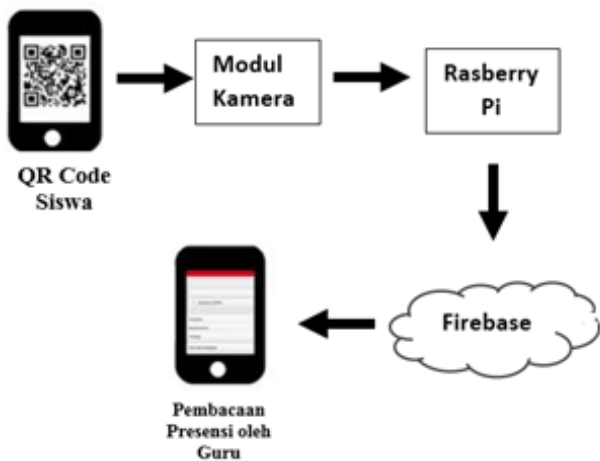 QR Code
Siswa
Modul
Kamera
Rasberry
Pi
Firebase
Pembacaan
Presensi oleh
Guru